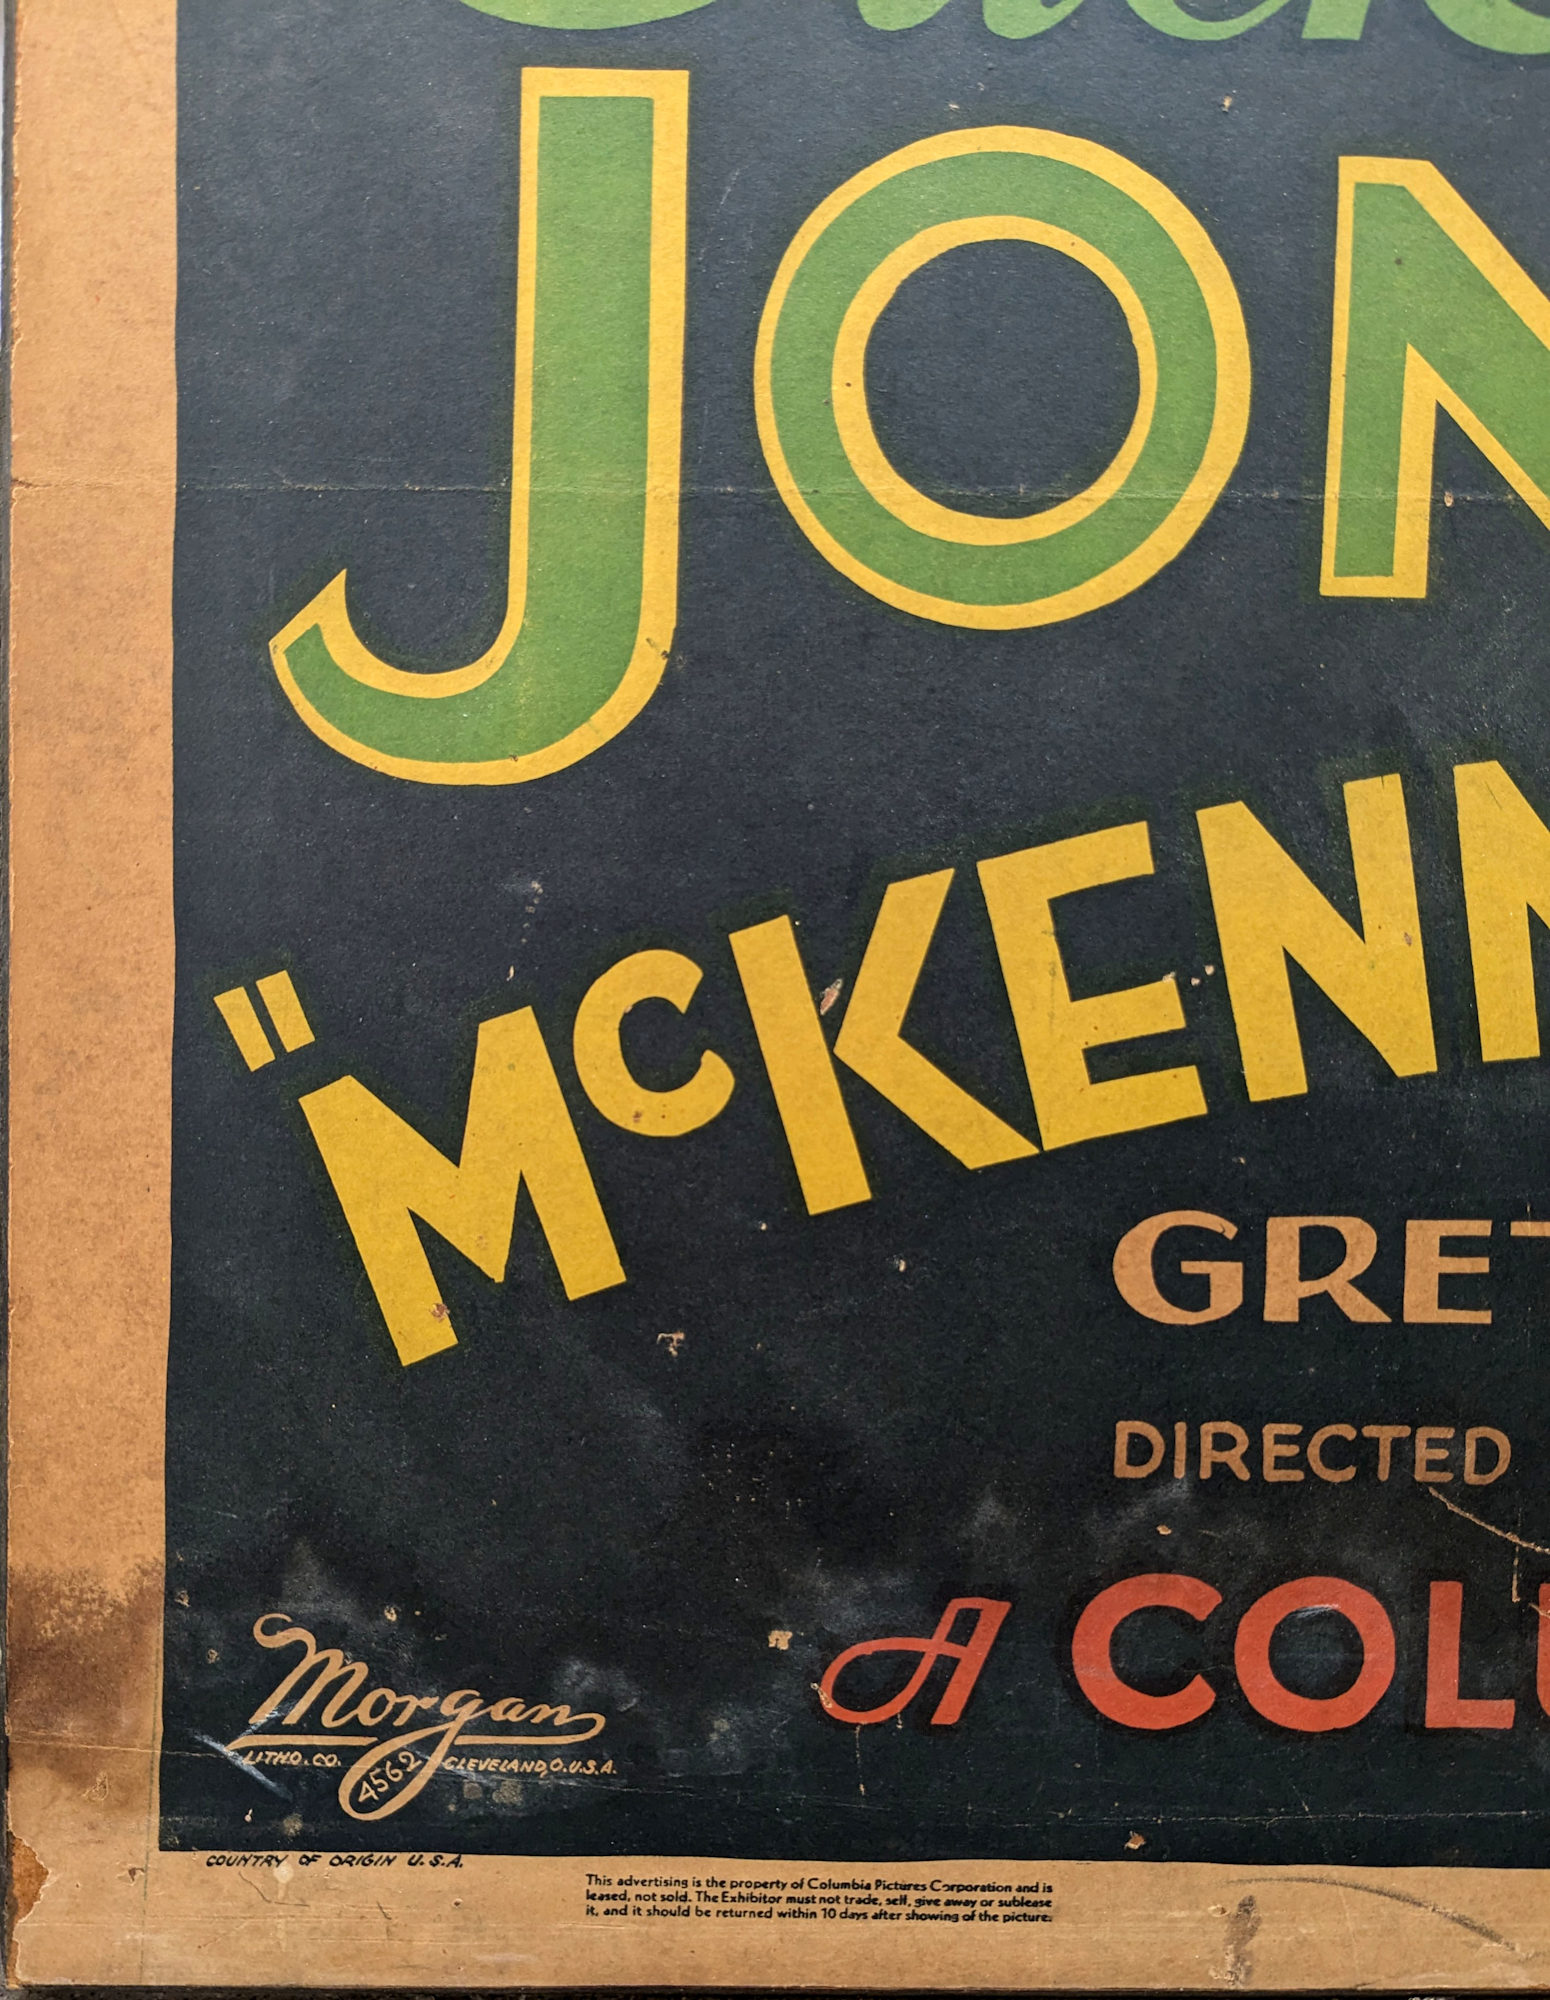 JON
"McKENN
GRET
DIRECTED
A COLU
Morgan
LITHO. CO. 4562 CLEVELAND, O. U.S.A.
COUNTRY OF ORIGIN U.S.A.
This advertising is the property of Columbia Pictures Corporation and is
leased, not sold. The Exhibitor must not trade, sell, give away or sublease
it, and it should be returned within 10 days after showing of the picture.